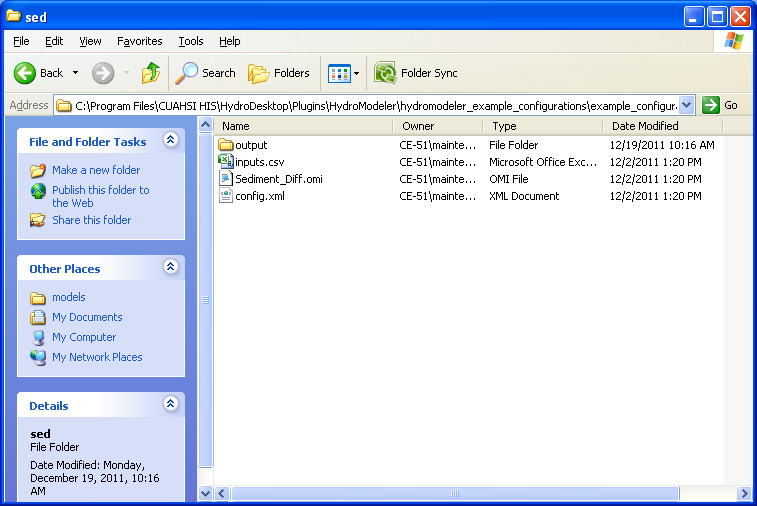 sed
File Edit View Favorites Tools Help
Back Search Folders Folder Sync
Address C:\Program Files\CUAHSI HIS\HydroDesktop\Plugins\HydroModeler\hydromodeler_example_configurations\example_configur Go
File and Folder Tasks
Make a new folder
Publish this folder to
the Web
Share this folder
Other Places
models
My Documents
My Computer
My Network Places
Details
sed
File Folder
Date Modified: Monday,
December 19, 2011, 10:16
AM
Name Owner Type Date Modified
output CE-51\mainte... File Folder 12/19/2011 10:16 AM
inputs.csv CE-51\mainte... Microsoft Office Exc... 12/2/2011 1:20 PM
Sediment_Diff.omi CE-51\mainte... OMI File 12/2/2011 1:20 PM
config.xml CE-51\mainte... XML Document 12/2/2011 1:20 PM